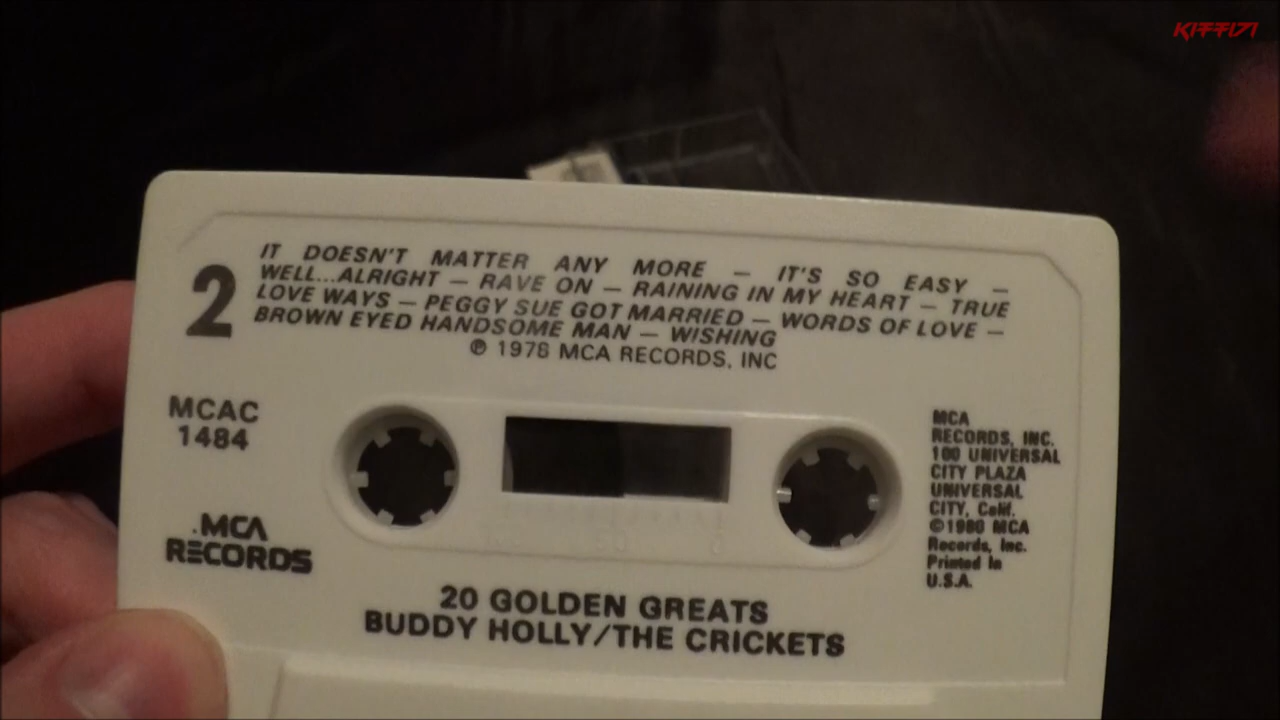 KIFFI71
2
IT DOESN'T MATTER ANY MORE — IT'S SO EASY —
WELL...ALRIGHT — RAVE ON — RAINING IN MY HEART — TRUE
LOVE WAYS — PEGGY SUE GOT MARRIED — WORDS OF LOVE —
BROWN EYED HANDSOME MAN — WISHING
℗ 1978 MCA RECORDS, INC
MCAC
1484
MCA
RECORDS
MCA
RECORDS, INC.
100 UNIVERSAL
CITY PLAZA
UNIVERSAL
CITY, Calif.
©1980 MCA
Records, Inc.
Printed In
U.S.A.
20 GOLDEN GREATS
BUDDY HOLLY/THE CRICKETS